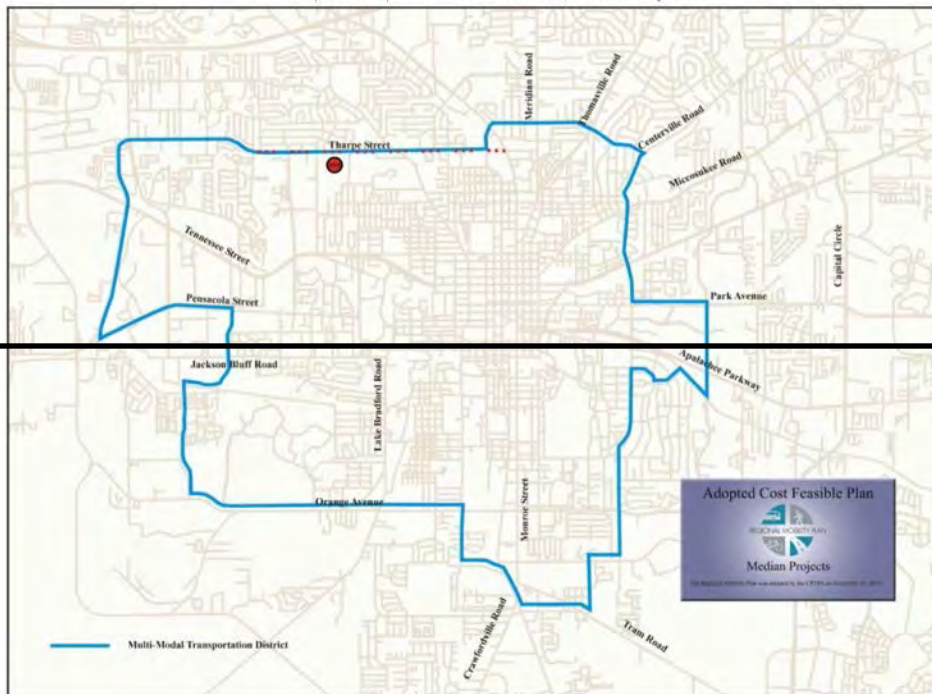 Meridian Road
Thomasville Road
Tharpe Street
Centerville Road
Miccosukee Road
Tennessee Street
Capital Circle
Pensacola Street
Park Avenue
Jackson Bluff Road
Lake Bradford Road
Apalachee Parkway
Orange Avenue
Monroe Street
Adopted Cost Feasible Plan
REGIONAL MOBILITY PLAN
Median Projects
Multi-Modal Transportation District
Crawfordville Road
Tram Road